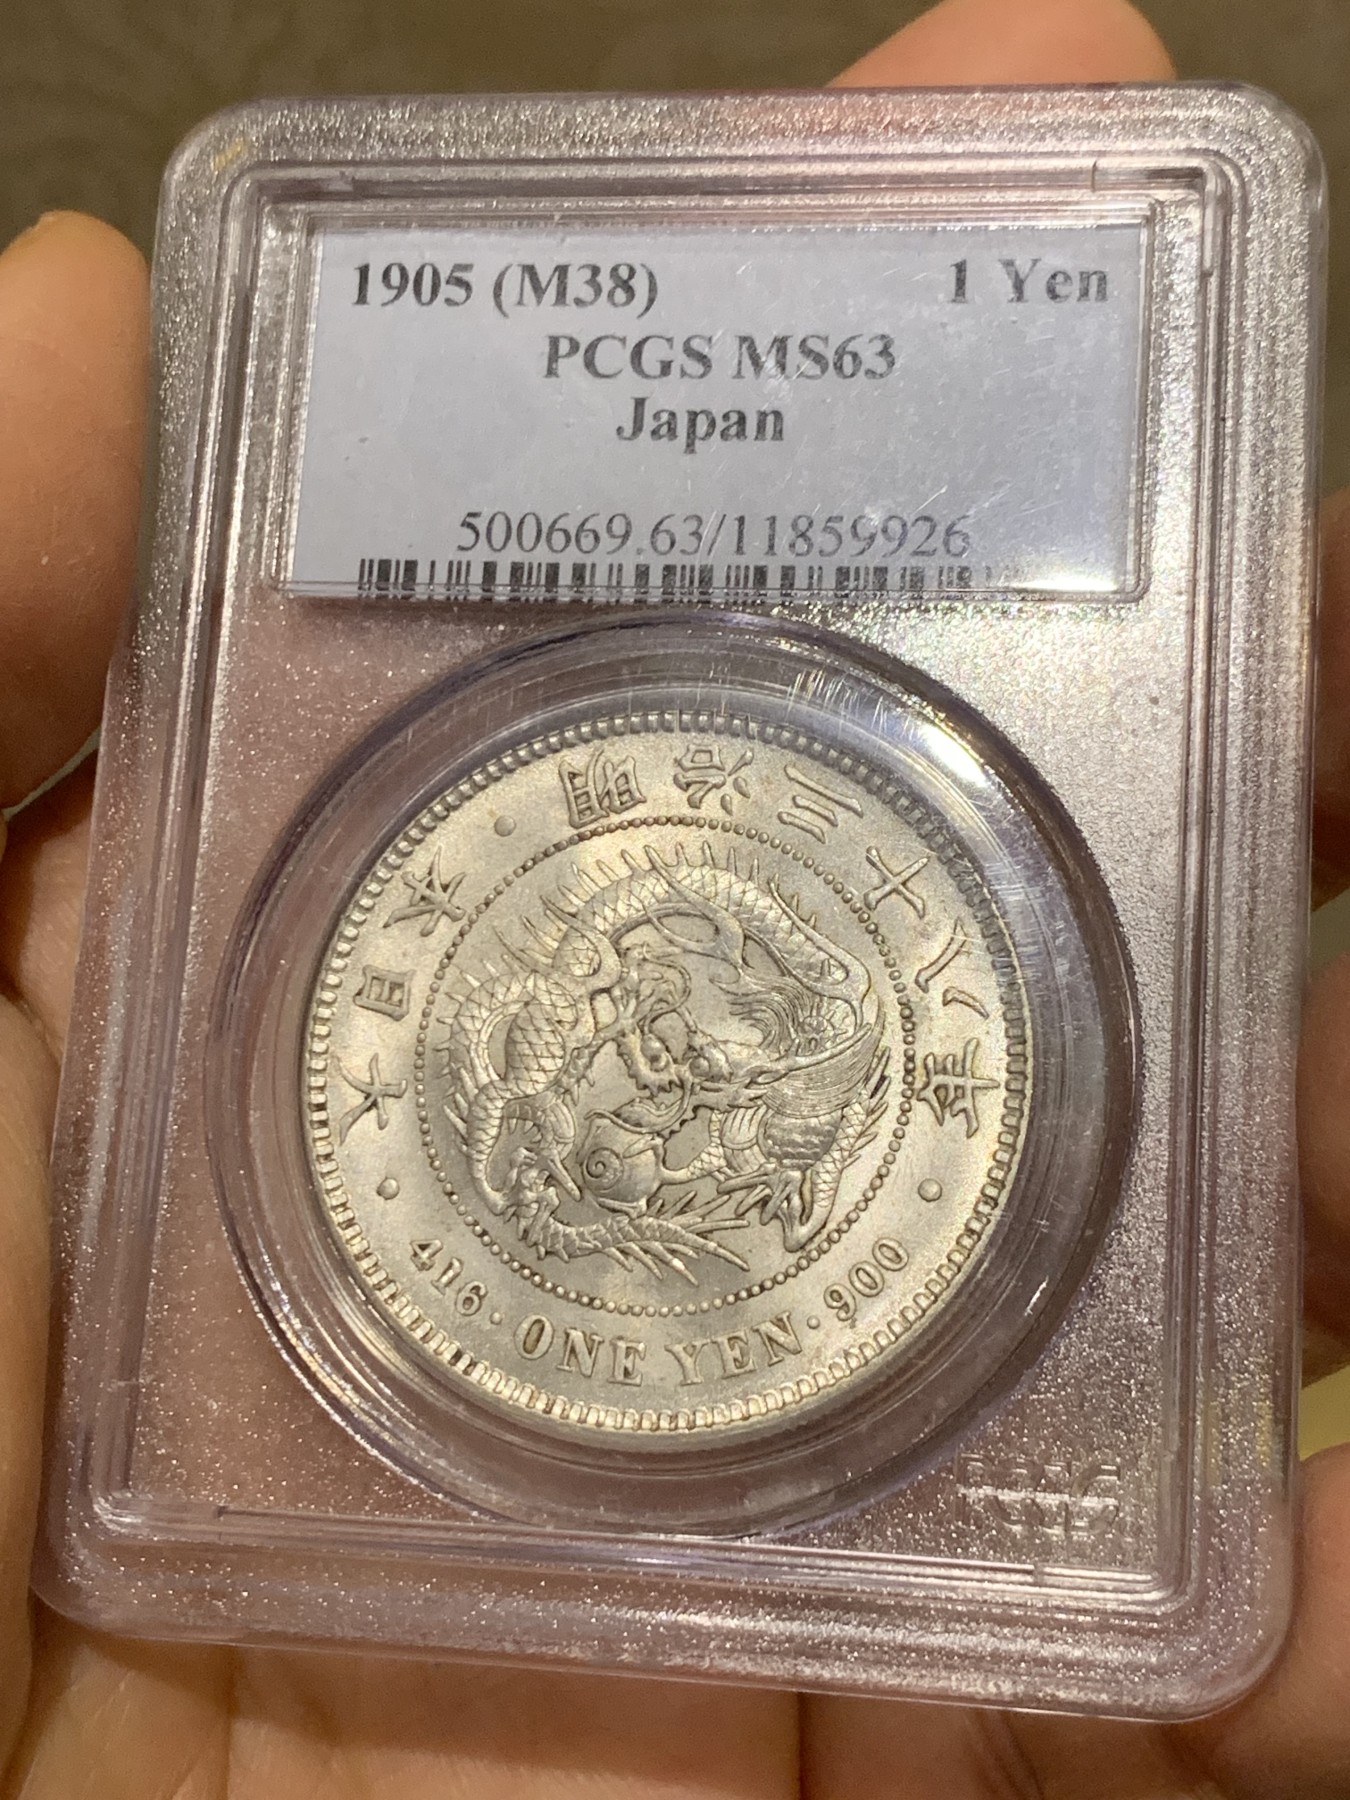 1905 (M38) 1 Yen
PCGS MS63
Japan
500669.63/11859926
大日本 · 明治三十八年
416 · ONE YEN · 900
PCGS